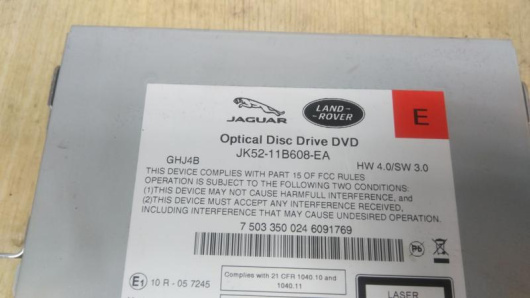 JAGUAR
LAND-
ROVER
E
Optical Disc Drive DVD
JK52-11B608-EA
GHJ4B
HW 4.0/SW 3.0
THIS DEVICE COMPLIES WITH PART 15 OF FCC RULES
OPERATION IS SUBJECT TO THE FOLLOWING TWO CONDITIONS:
(1)THIS DEVICE MAY NOT CAUSE HARMFULL INTERFERENCE, and
(2)THIS DEVICE MUST ACCEPT ANY INTERFERENCE RECEIVED,
INCLUDING INTERFERENCE THAT MAY CAUSE UNDESIRED OPERATION.
7 503 350 024 6091769
Pb
E1 10 R - 05 7245
Complies with 21 CFR 1040.10 and
1040.11
LASER